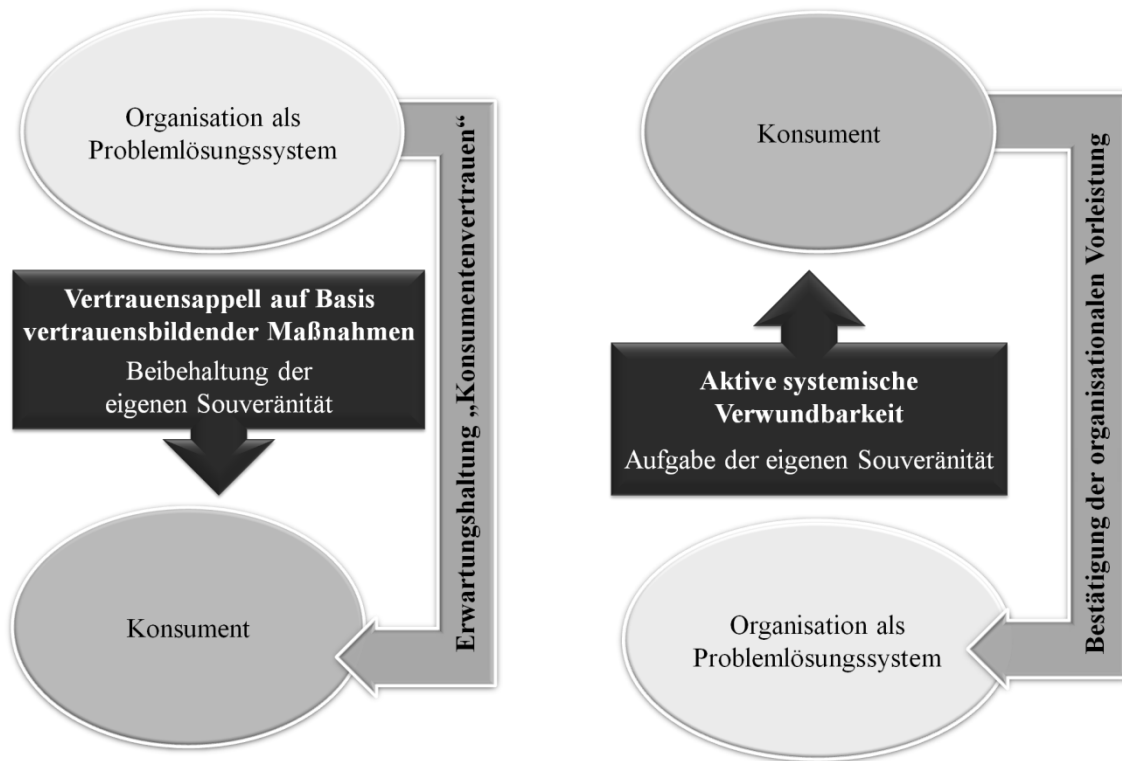 Organisation als
Problemlösungssystem
Vertrauensappell auf Basis
vertrauensbildender Maßnahmen
Beibehaltung der
eigenen Souveränität
Konsument
Erwartungshaltung „Konsumentenvertrauen“
Konsument
Aktive systemische
Verwundbarkeit
Aufgabe der eigenen Souveränität
Organisation als
Problemlösungssystem
Bestätigung der organisationalen Vorleistung